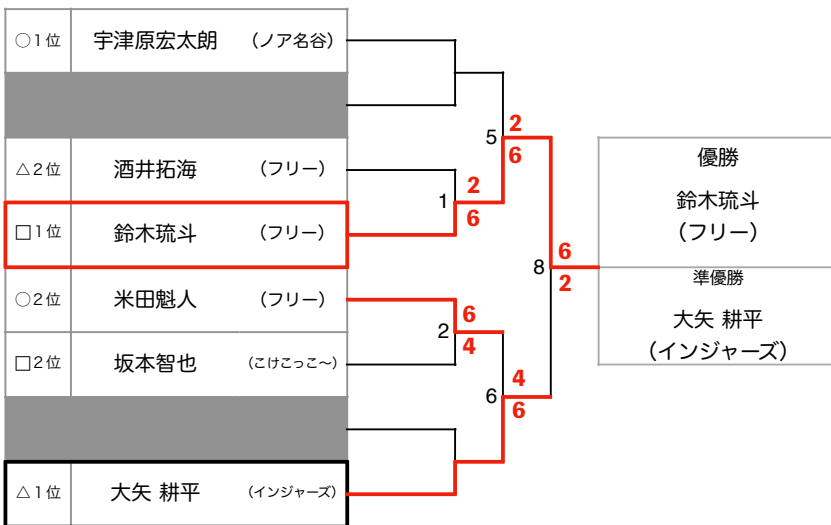 ○1位 宇津原宏太朗 (ノア名谷)
△2位 酒井拓海 (フリー)
□1位 鈴木琉斗 (フリー)
○2位 米田魁人 (フリー)
□2位 坂本智也 (こけこっこ〜)
△1位 大矢 耕平 (インジャーズ)
1
2
6
2
6
4
5
2
6
6
4
6
8
6
2
優勝
鈴木琉斗
(フリー)
準優勝
大矢 耕平
(インジャーズ)